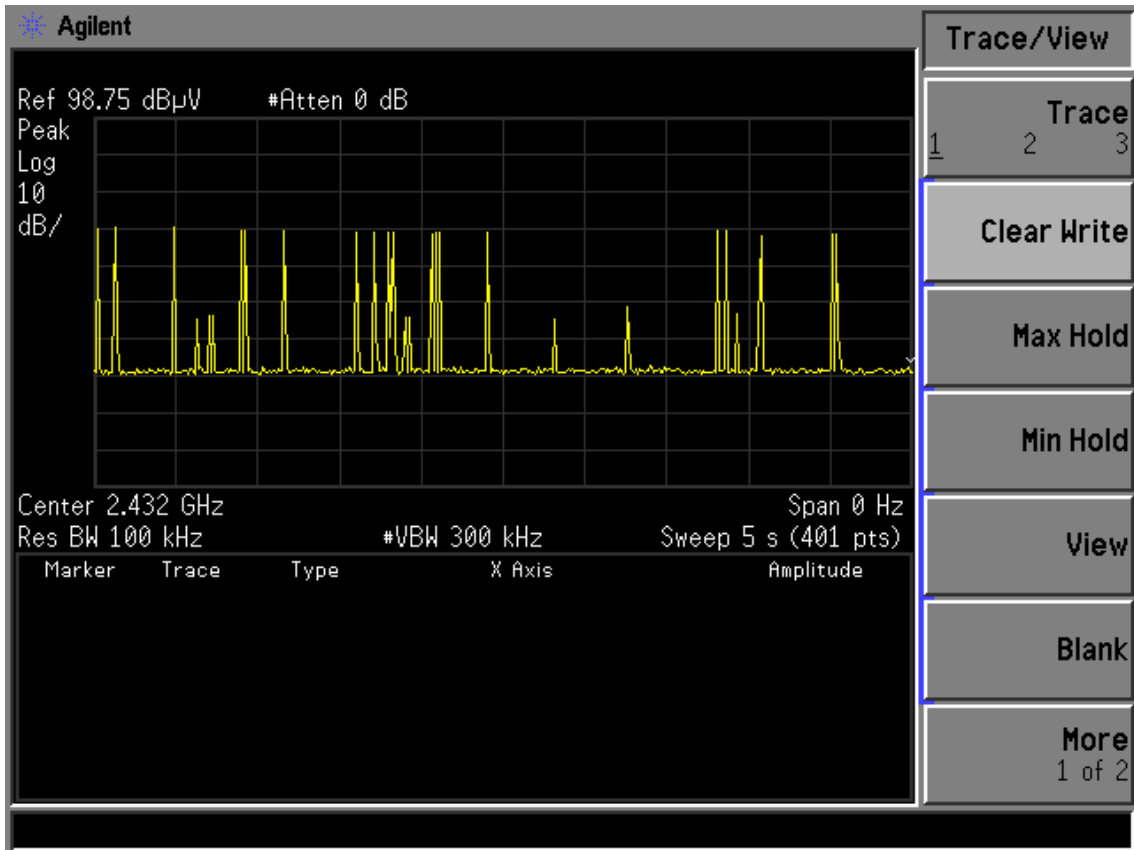 Agilent
Ref 98.75 dBµV #Atten 0 dB
Peak
Log
10
dB/
Center 2.432 GHz Span 0 Hz
Res BW 100 kHz #VBW 300 kHz Sweep 5 s (401 pts)
Marker Trace Type X Axis Amplitude
Trace/View
Trace
1 2 3
Clear Write
Max Hold
Min Hold
View
Blank
More
1 of 2